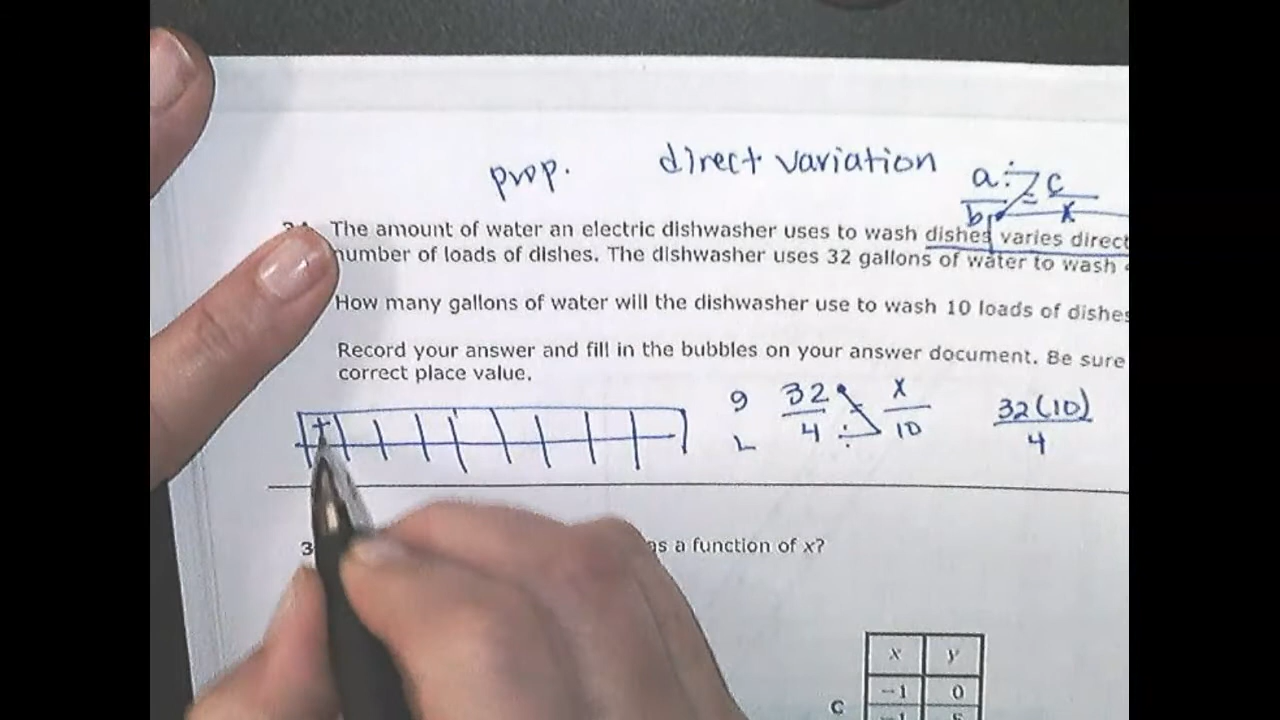 prop. direct variation a ÷ c
b = x
The amount of water an electric dishwasher uses to wash dishes varies direct
number of loads of dishes. The dishwasher uses 32 gallons of water to wash
How many gallons of water will the dishwasher use to wash 10 loads of dishes
Record your answer and fill in the bubbles on your answer document. Be sure
correct place value.
+
g 32 x 32(10)
L 4 ÷ 10 4
3
as a function of x?
x y
-1 0
C